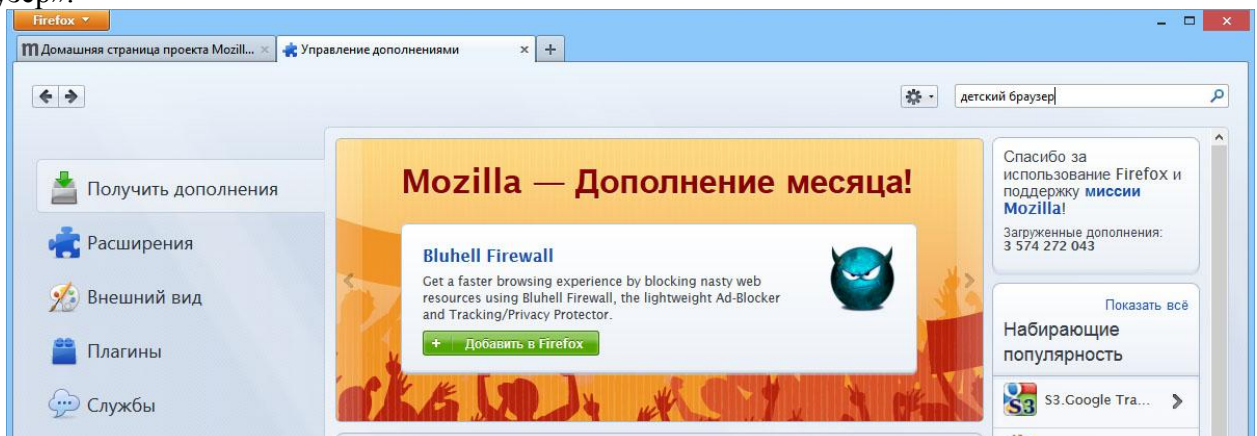 узер».
Firefox
m Домашняя страница проекта Mozill...
Управление дополнениями
детский браузер
Получить дополнения
Расширения
Внешний вид
Плагины
Службы
Mozilla — Дополнение месяца!
Bluhell Firewall
Get a faster browsing experience by blocking nasty web
resources using Bluhell Firewall, the lightweight Ad-Blocker
and Tracking/Privacy Protector.
+ Добавить в Firefox
Спасибо за
использование Firefox и
поддержку миссии
Mozilla!
Загруженные дополнения:
3 574 272 043
Показать всё
Набирающие
популярность
S3
S3.Google Tra...